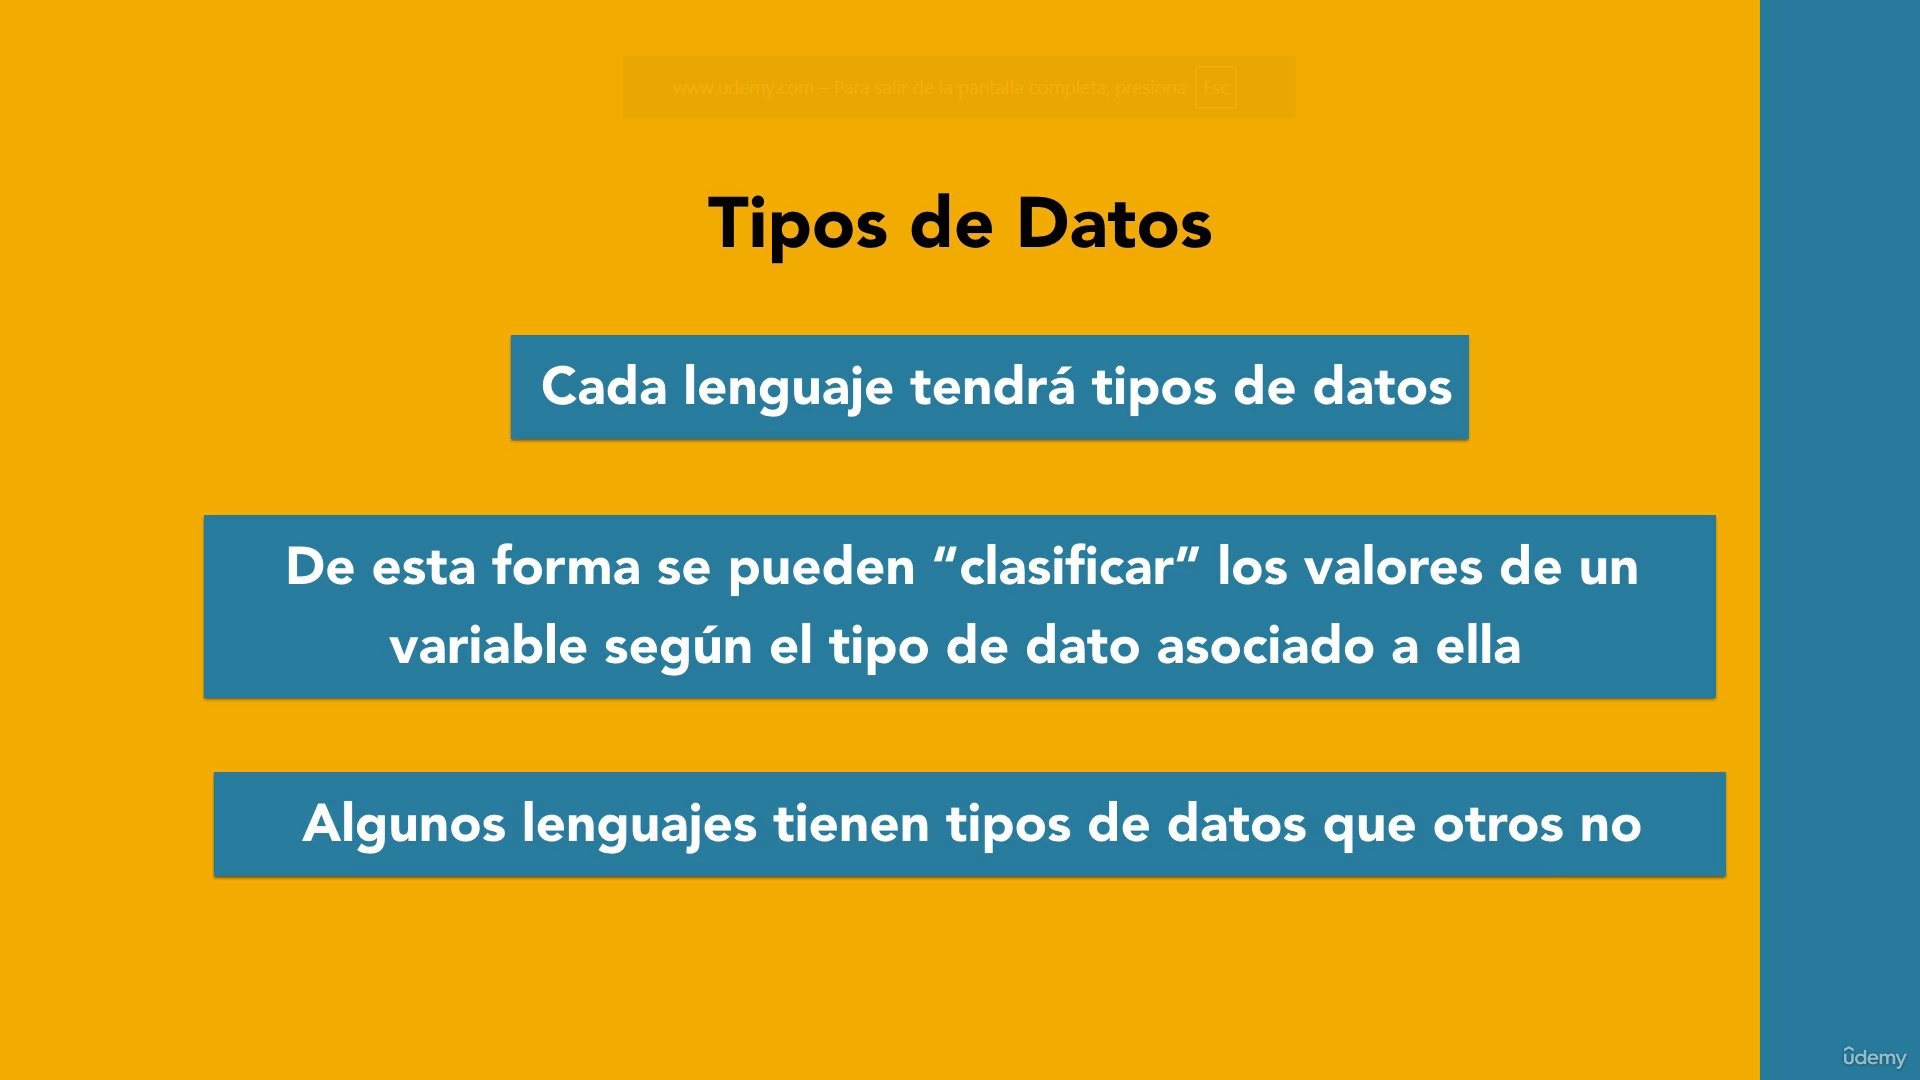 www.udemy.com – Para salir de la pantalla completa, presiona Esc
Tipos de Datos
Cada lenguaje tendrá tipos de datos
De esta forma se pueden “clasificar” los valores de un
variable según el tipo de dato asociado a ella
Algunos lenguajes tienen tipos de datos que otros no
ûdemy